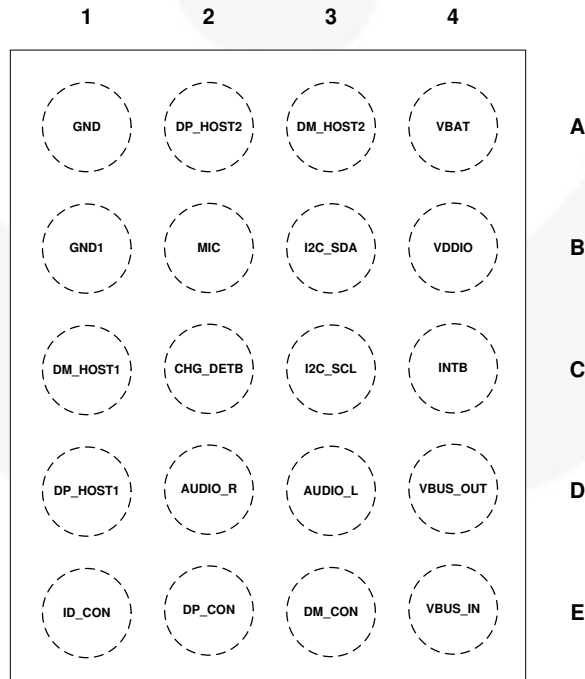 1 2 3 4
GND DP_HOST2 DM_HOST2 VBAT A
GND1 MIC I2C_SDA VDDIO B
DM_HOST1 CHG_DETB I2C_SCL INTB C
DP_HOST1 AUDIO_R AUDIO_L VBUS_OUT D
ID_CON DP_CON DM_CON VBUS_IN E